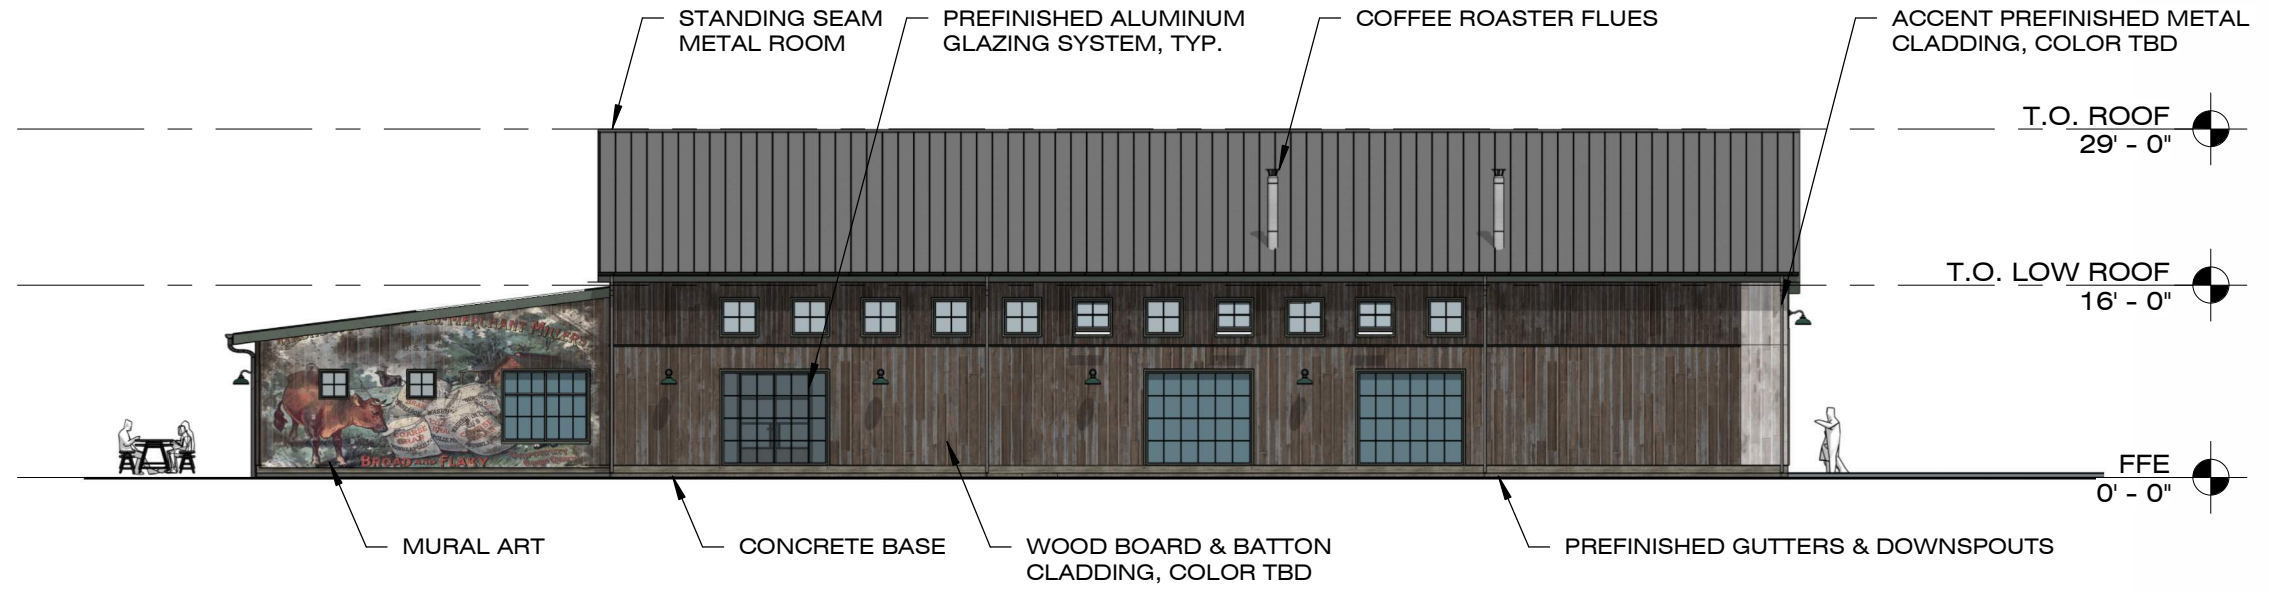 STANDING SEAM
METAL ROOM
PREFINISHED ALUMINUM
GLAZING SYSTEM, TYP.
COFFEE ROASTER FLUES
ACCENT PREFINISHED METAL
CLADDING, COLOR TBD
T.O. ROOF
29' - 0"
T.O. LOW ROOF
16' - 0"
MERCHANT MILLERS
COARSE
BRAN
BROAD AND FLAKY
FFE
0' - 0"
MURAL ART
CONCRETE BASE
WOOD BOARD & BATTON
CLADDING, COLOR TBD
PREFINISHED GUTTERS & DOWNSPOUTS